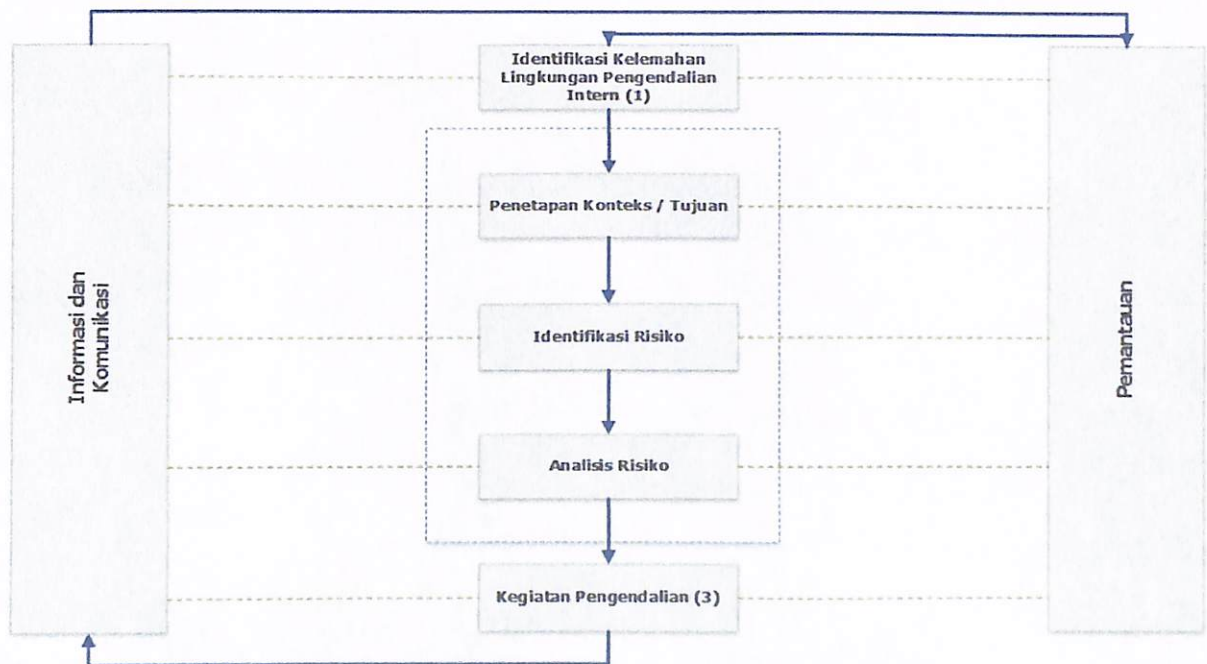 Identifikasi Kelemahan
Lingkungan Pengendalian
Intern (1)
Penetapan Konteks / Tujuan
Identifikasi Risiko
Analisis Risiko
Kegiatan Pengendalian (3)
Informasi dan
Komunikasi
Pemantauan